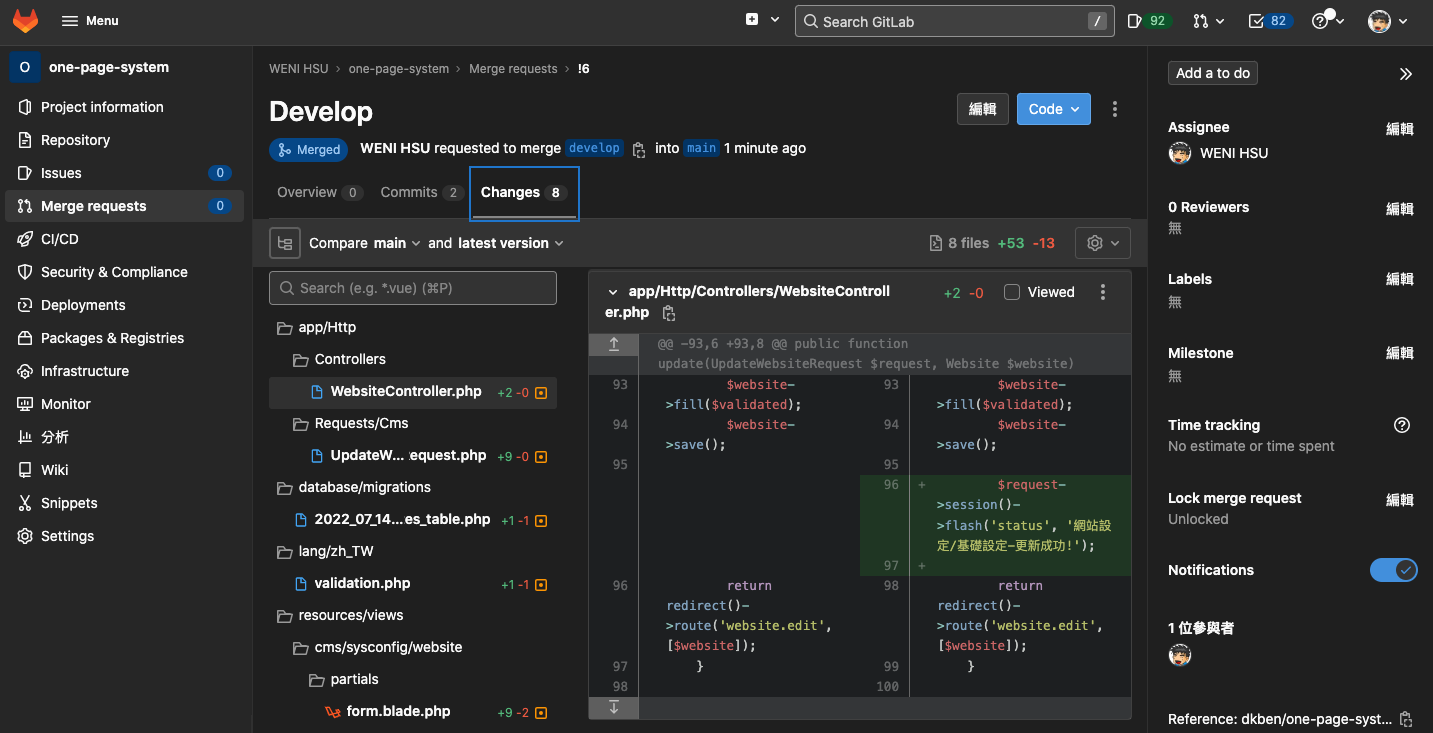 Menu
Search GitLab
/
92
82
O
one-page-system
Project information
Repository
Issues
0
Merge requests
0
CI/CD
Security & Compliance
Deployments
Packages & Registries
Infrastructure
Monitor
分析
Wiki
Snippets
Settings
WENI HSU › one-page-system › Merge requests › !6
Develop
編輯
Code
Merged
WENI HSU requested to merge develop into main 1 minute ago
Overview 0
Commits 2
Changes 8
Compare main and latest version
8 files +53 -13
Search (e.g. *.vue) (⌘P)
app/Http
Controllers
WebsiteController.php +2 -0
Requests/Cms
UpdateW...equest.php +9 -0
database/migrations
2022_07_14...es_table.php +1 -1
lang/zh_TW
validation.php +1 -1
resources/views
cms/sysconfig/website
partials
form.blade.php +9 -2
app/Http/Controllers/WebsiteControll
er.php
+2 -0
Viewed
@@ -93,6 +93,8 @@ public function
update(UpdateWebsiteRequest $request, Website $website)
93 $website-
>fill($validated);
94 $website-
>save();
95
96 return
redirect()-
>route('website.edit',
[$website]);
97 }
98
93 $website-
>fill($validated);
94 $website-
>save();
95
96 + $request-
>session()-
>flash('status', '網站設
定/基礎設定-更新成功!');
97 +
98 return
redirect()-
>route('website.edit',
[$website]);
99 }
100
Add a to do
Assignee
編輯
WENI HSU
0 Reviewers
編輯
無
Labels
編輯
無
Milestone
編輯
無
Time tracking
No estimate or time spent
Lock merge request
編輯
Unlocked
Notifications
1 位參與者
Reference: dkben/one-page-syst...